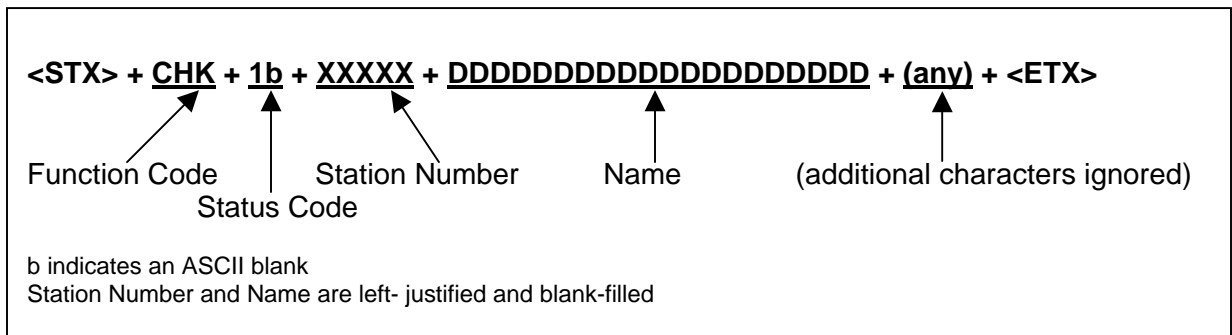 <STX> + CHK + 1b + XXXXX + DDDDDDDDDDDDDDDDDDDD + (any) + <ETX>
Function Code Station Number Name (additional characters ignored)
Status Code
b indicates an ASCII blank
Station Number and Name are left- justified and blank-filled